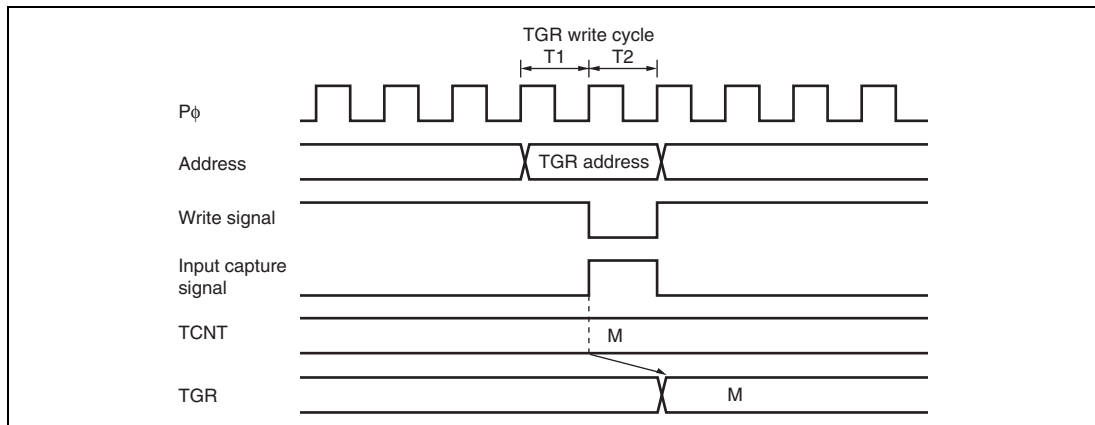 TGR write cycle
T1 T2
Pϕ
Address TGR address
Write signal
Input capture
signal
TCNT M
TGR M